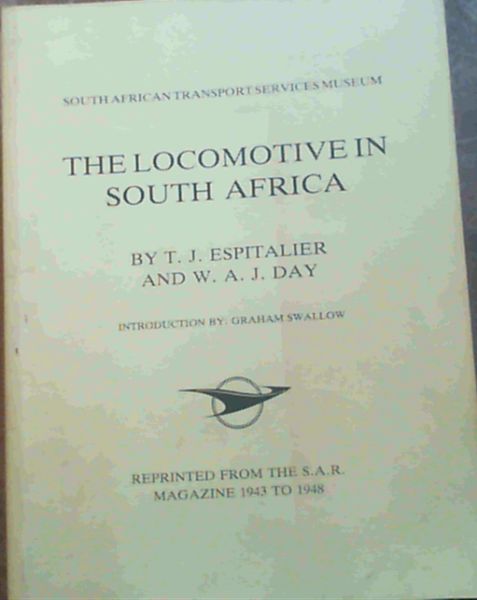 SOUTH AFRICAN TRANSPORT SERVICES MUSEUM
THE LOCOMOTIVE IN
SOUTH AFRICA
BY T. J. ESPITALIER
AND W. A. J. DAY
INTRODUCTION BY: GRAHAM SWALLOW
REPRINTED FROM THE S.A.R.
MAGAZINE 1943 TO 1948